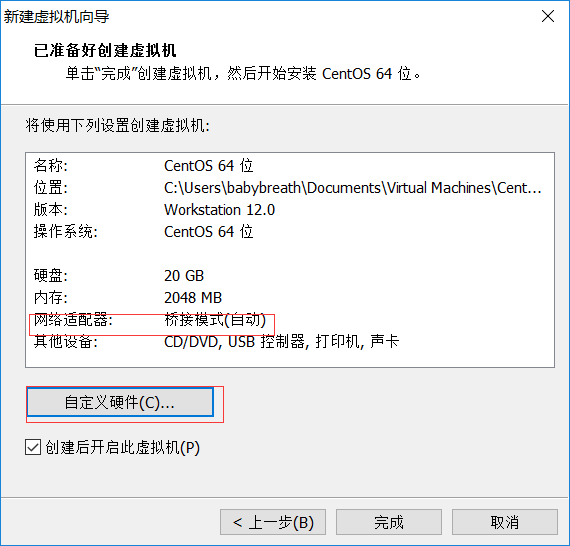 新建虚拟机向导
已准备好创建虚拟机
单击“完成”创建虚拟机，然后开始安装 CentOS 64 位。
将使用下列设置创建虚拟机:
名称: CentOS 64 位
位置: C:\Users\babybreath\Documents\Virtual Machines\Cent...
版本: Workstation 12.0
操作系统: CentOS 64 位
硬盘: 20 GB
内存: 2048 MB
网络适配器: 桥接模式(自动)
其他设备: CD/DVD, USB 控制器, 打印机, 声卡
自定义硬件(C)...
创建后开启此虚拟机(P)
< 上一步(B) 完成 取消